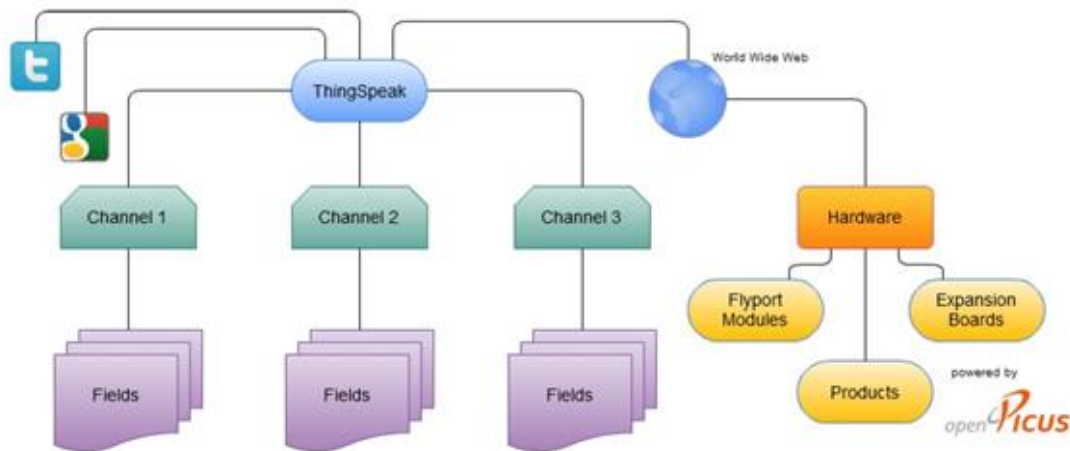 World Wide Web
ThingSpeak
Channel 1
Channel 2
Channel 3
Hardware
Flyport
Modules
Expansion
Boards
Fields
Fields
Fields
Products
powered by
openPicus